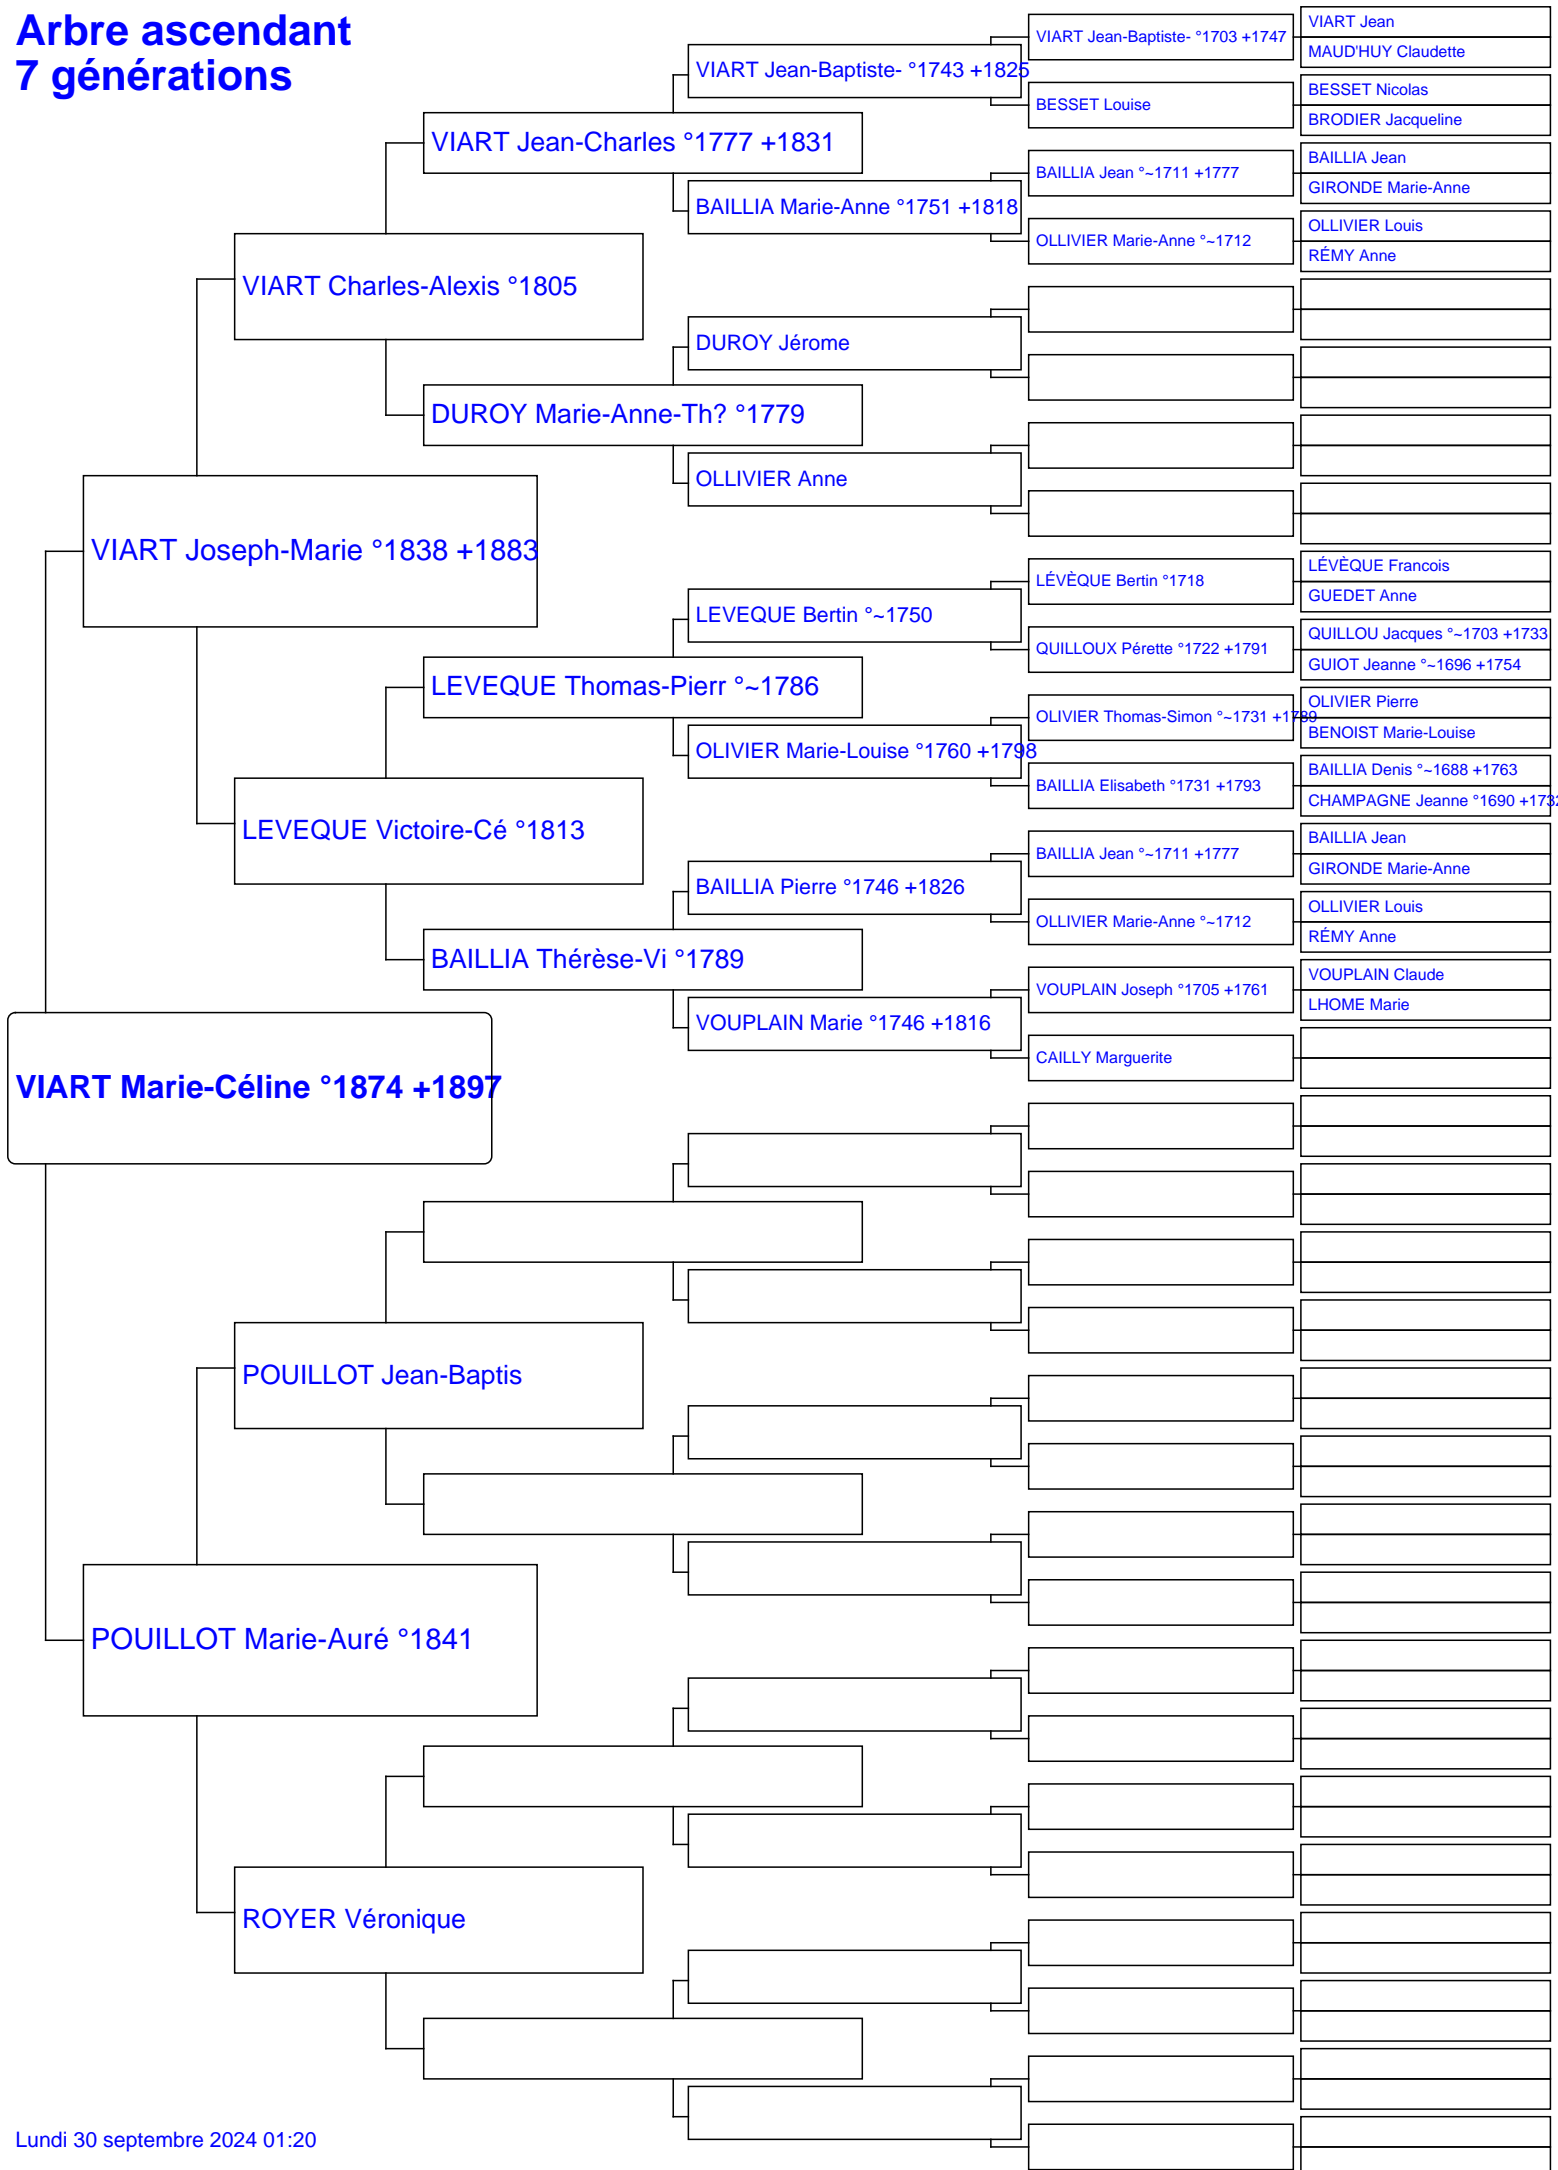 Arbre ascendant
7 générations
VIART Jean
VIART Jean-Baptiste- °1703 +1747
MAUD'HUY Claudette
VIART Jean-Baptiste- °1743 +1825
BESSET Nicolas
BESSET Louise
BRODIER Jacqueline
VIART Jean-Charles °1777 +1831
BAILLIA Jean
BAILLIA Jean °~1711 +1777
GIRONDE Marie-Anne
BAILLIA Marie-Anne °1751 +1818
OLLIVIER Louis
OLLIVIER Marie-Anne °~1712
RÉMY Anne
VIART Charles-Alexis °1805
DUROY Jérome
DUROY Marie-Anne-Th? °1779
OLLIVIER Anne
VIART Joseph-Marie °1838 +1883
LÉVÈQUE Francois
LÉVÈQUE Bertin °1718
GUEDET Anne
LEVEQUE Bertin °~1750
QUILLOU Jacques °~1703 +1733
QUILLOUX Pérette °1722 +1791
GUIOT Jeanne °~1696 +1754
LEVEQUE Thomas-Pierr °~1786
OLIVIER Pierre
OLIVIER Thomas-Simon °~1731 +1789
BENOIST Marie-Louise
OLIVIER Marie-Louise °1760 +1798
BAILLIA Denis °~1688 +1763
BAILLIA Elisabeth °1731 +1793
CHAMPAGNE Jeanne °1690 +1732
LEVEQUE Victoire-Cé °1813
BAILLIA Jean
BAILLIA Jean °~1711 +1777
GIRONDE Marie-Anne
BAILLIA Pierre °1746 +1826
OLLIVIER Louis
OLLIVIER Marie-Anne °~1712
RÉMY Anne
BAILLIA Thérèse-Vi °1789
VOUPLAIN Claude
VOUPLAIN Joseph °1705 +1761
LHOME Marie
VOUPLAIN Marie °1746 +1816
CAILLY Marguerite
VIART Marie-Céline °1874 +1897
POUILLOT Jean-Baptis
POUILLOT Marie-Auré °1841
ROYER Véronique
Lundi 30 septembre 2024 01:20